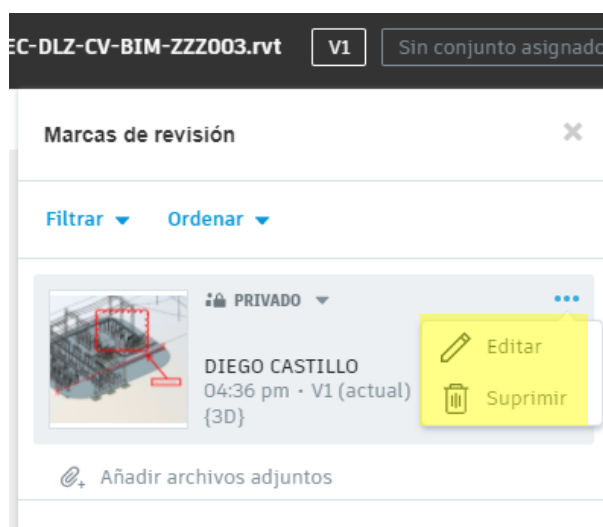 EC-DLZ-CV-BIM-ZZZ003.rvt V1 Sin conjunto asignado
Marcas de revisión
Filtrar Ordenar
PRIVADO
Editar
DIEGO CASTILLO
04:36 pm • V1 (actual)
Suprimir
{3D}
Añadir archivos adjuntos